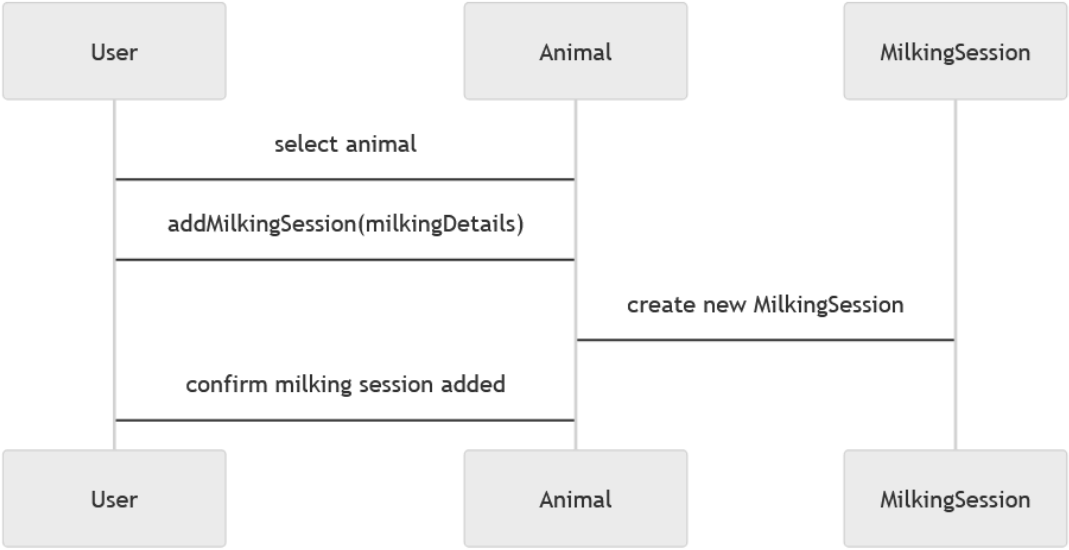 User
Animal
MilkingSession
select animal
addMilkingSession(milkingDetails)
create new MilkingSession
confirm milking session added
User
Animal
MilkingSession